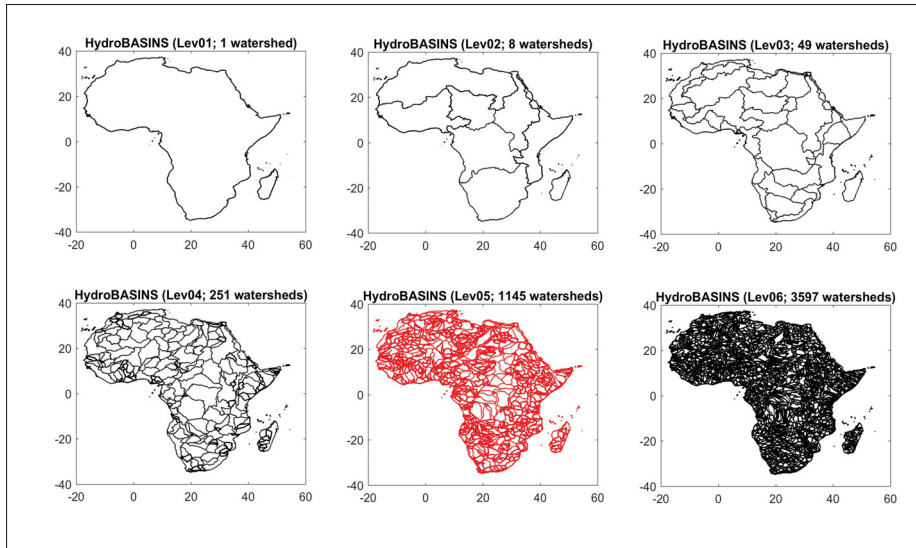 HydroBASINS (Lev01; 1 watershed)
40
20
0
-20
-40
-20 0 20 40 60
HydroBASINS (Lev02; 8 watersheds)
40
20
0
-20
-40
-20 0 20 40 60
HydroBASINS (Lev03; 49 watersheds)
40
20
0
-20
-40
-20 0 20 40 60
HydroBASINS (Lev04; 251 watersheds)
40
20
0
-20
-40
-20 0 20 40 60
HydroBASINS (Lev05; 1145 watersheds)
40
20
0
-20
-40
-20 0 20 40 60
HydroBASINS (Lev06; 3597 watersheds)
40
20
0
-20
-40
-20 0 20 40 60